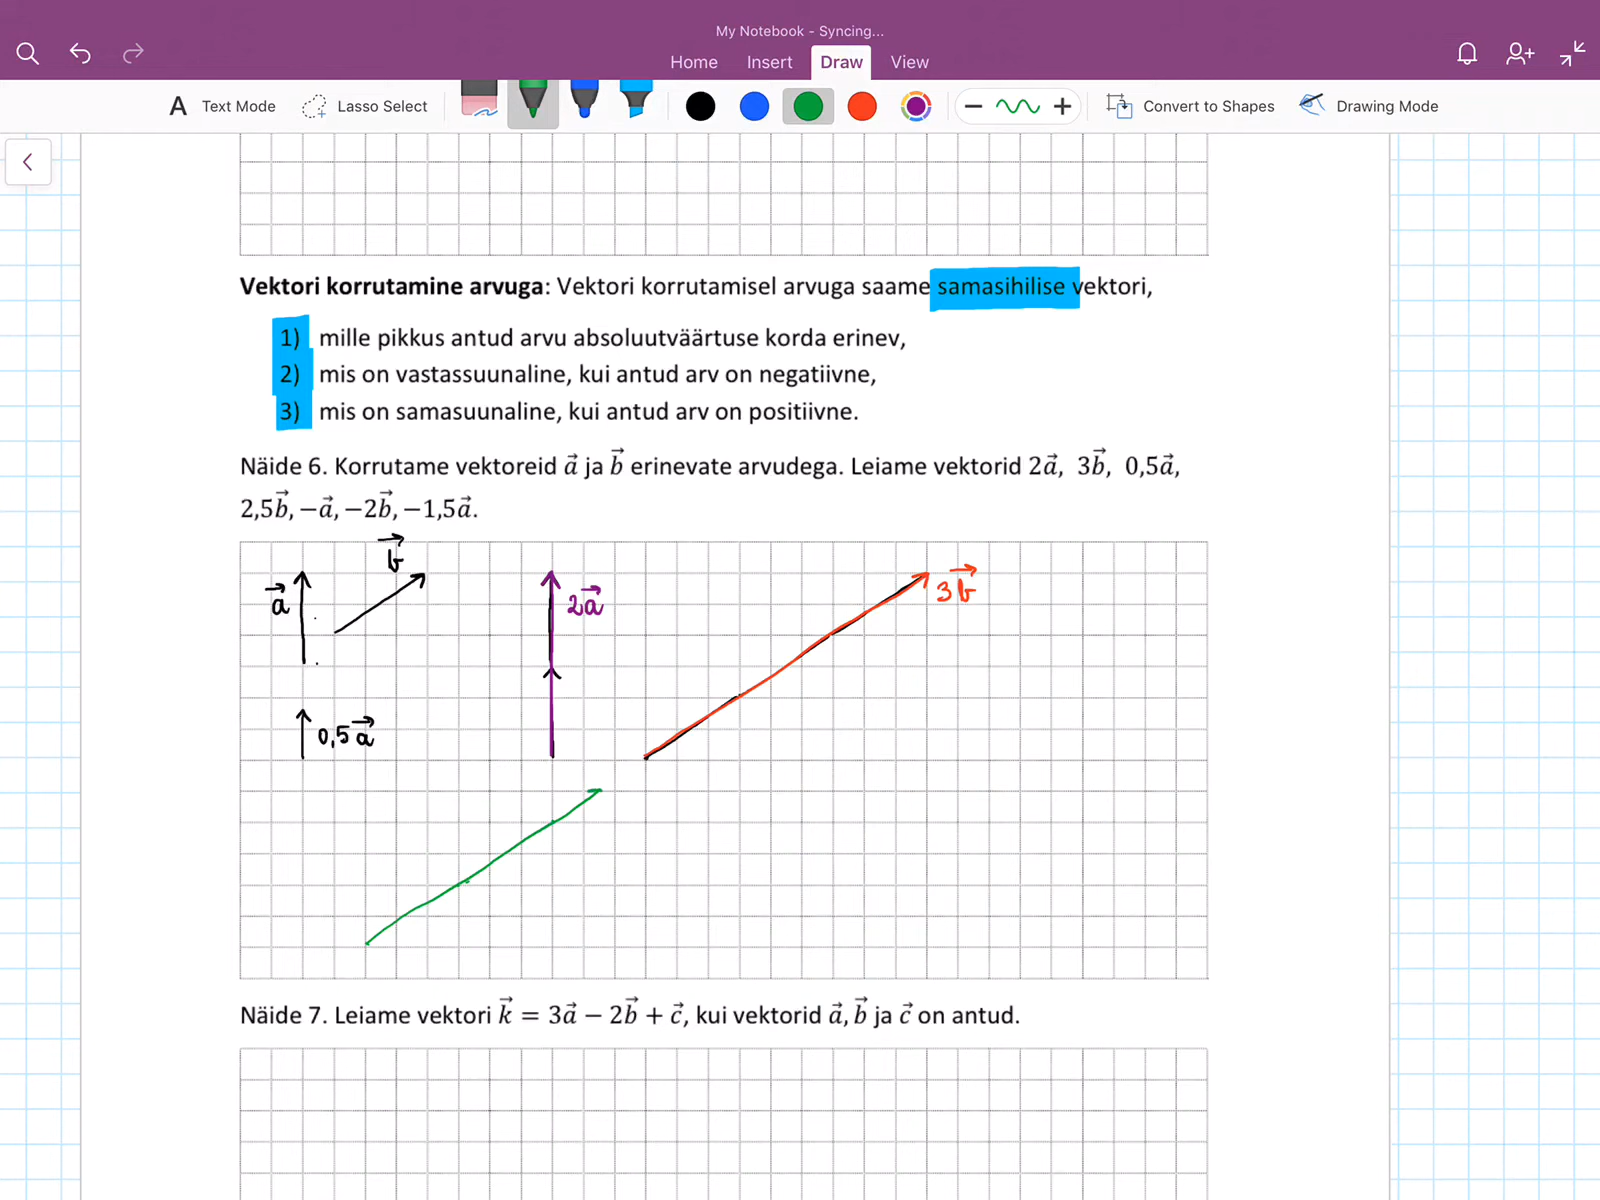 My Notebook - Syncing...
Home Insert Draw View
A Text Mode Lasso Select Convert to Shapes Drawing Mode
Vektori korrutamine arvuga: Vektori korrutamisel arvuga saame samasihilise vektori,
1) mille pikkus antud arvu absoluutväärtuse korda erinev,
2) mis on vastassuunaline, kui antud arv on negatiivne,
3) mis on samasuunaline, kui antud arv on positiivne.
Näide 6. Korrutame vektoreid a⃗ ja b⃗ erinevate arvudega. Leiame vektorid 2a⃗, 3b⃗, 0,5a⃗,
2,5b⃗, −a⃗, −2b⃗, −1,5a⃗.
a⃗ b⃗ 2a⃗ 3b⃗
0,5a⃗
Näide 7. Leiame vektori k⃗ = 3a⃗ − 2b⃗ + c⃗, kui vektorid a⃗, b⃗ ja c⃗ on antud.